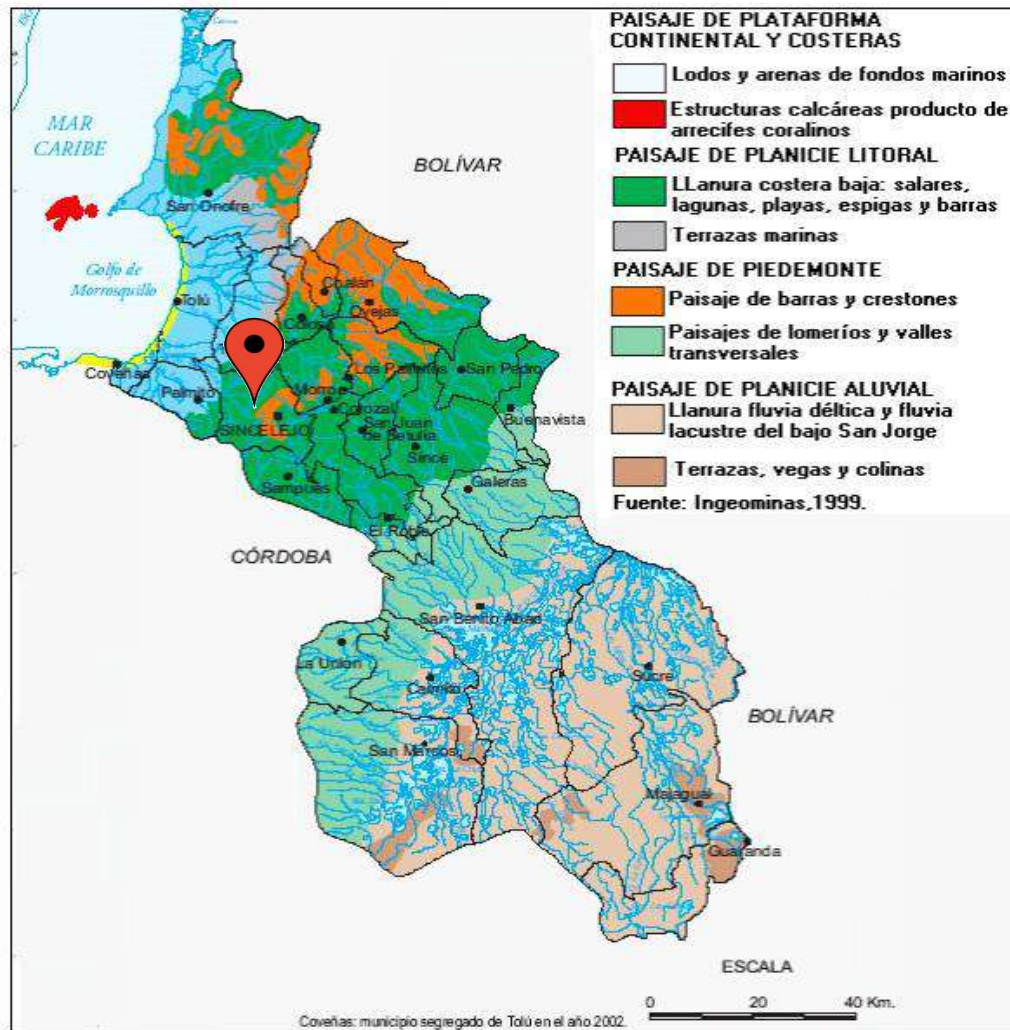 PAISAJE DE PLATAFORMA
CONTINENTAL Y COSTERAS
Lodos y arenas de fondos marinos
Estructuras calcáreas producto de
arrecifes coralinos
PAISAJE DE PLANICIE LITORAL
LLanura costera baja: salares,
lagunas, playas, espigas y barras
Terrazas marinas
PAISAJE DE PIEDEMONTE
Paisaje de barras y crestones
Paisajes de lomeríos y valles
transversales
PAISAJE DE PLANICIE ALUVIAL
Llanura fluvia déltica y fluvia
lacustre del bajo San Jorge
Terrazas, vegas y colinas
Fuente: Ingeominas,1999.
MAR
CARIBE
BOLÍVAR
San Onofre
Golfo de
Morrosquillo
Tolú
Chalán
Ovejas
Coveñas
Palmito
Los Palmitos
San Pedro
Corozal
SINCELEJO
San Juan
de Betulia
Buenavista
Since
Sampués
Galeras
El Roble
CÓRDOBA
San Benito Abad
La Unión
Caimito
Sucre
BOLÍVAR
San Marcos
Majagual
Guaranda
ESCALA
0 20 40 Km.
Coveñas: municipio segregado de Tolú en el año 2002.